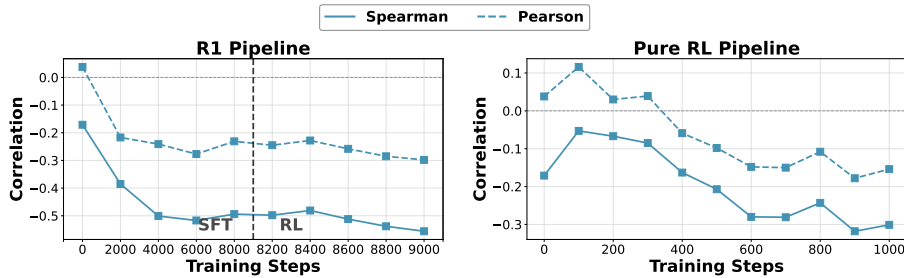 Spearman Pearson
R1 Pipeline
Correlation
0.0
−0.1
−0.2
−0.3
−0.4
−0.5
SFT RL
0 2000 4000 6000 8000 8200 8400 8600 8800 9000
Training Steps
Pure RL Pipeline
Correlation
0.1
0.0
−0.1
−0.2
−0.3
0 200 400 600 800 1000
Training Steps